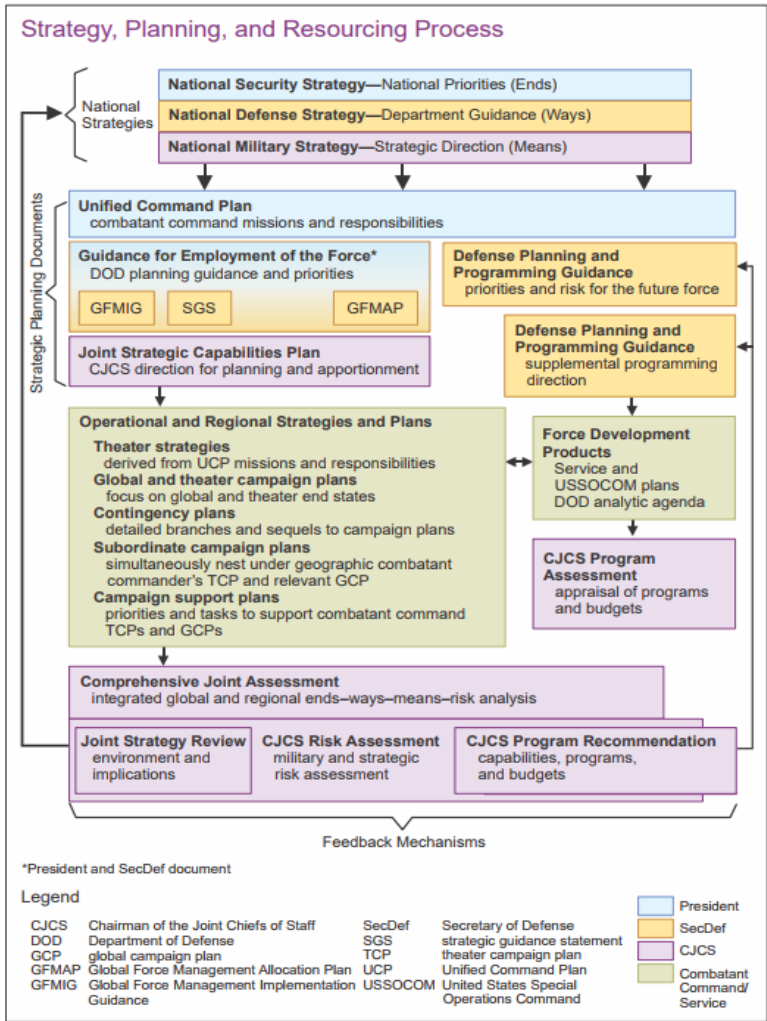 Strategy, Planning, and Resourcing Process
National
Strategies
National Security Strategy—National Priorities (Ends)
National Defense Strategy—Department Guidance (Ways)
National Military Strategy—Strategic Direction (Means)
Strategic Planning Documents
Unified Command Plan
combatant command missions and responsibilities
Guidance for Employment of the Force*
DOD planning guidance and priorities
GFMIG
SGS
GFMAP
Joint Strategic Capabilities Plan
CJCS direction for planning and apportionment
Defense Planning and
Programming Guidance
priorities and risk for the future force
Defense Planning and
Programming Guidance
supplemental programming
direction
Operational and Regional Strategies and Plans
Theater strategies
derived from UCP missions and responsibilities
Global and theater campaign plans
focus on global and theater end states
Contingency plans
detailed branches and sequels to campaign plans
Subordinate campaign plans
simultaneously nest under geographic combatant
commander's TCP and relevant GCP
Campaign support plans
priorities and tasks to support combatant command
TCPs and GCPs
Force Development
Products
Service and
USSOCOM plans
DOD analytic agenda
CJCS Program
Assessment
appraisal of programs
and budgets
Comprehensive Joint Assessment
integrated global and regional ends–ways–means–risk analysis
Joint Strategy Review
environment and
implications
CJCS Risk Assessment
military and strategic
risk assessment
CJCS Program Recommendation
capabilities, programs,
and budgets
Feedback Mechanisms
*President and SecDef document
Legend
CJCS Chairman of the Joint Chiefs of Staff
DOD Department of Defense
GCP global campaign plan
GFMAP Global Force Management Allocation Plan
GFMIG Global Force Management Implementation
Guidance
SecDef Secretary of Defense
SGS strategic guidance statement
TCP theater campaign plan
UCP Unified Command Plan
USSOCOM United States Special
Operations Command
President
SecDef
CJCS
Combatant
Command/
Service